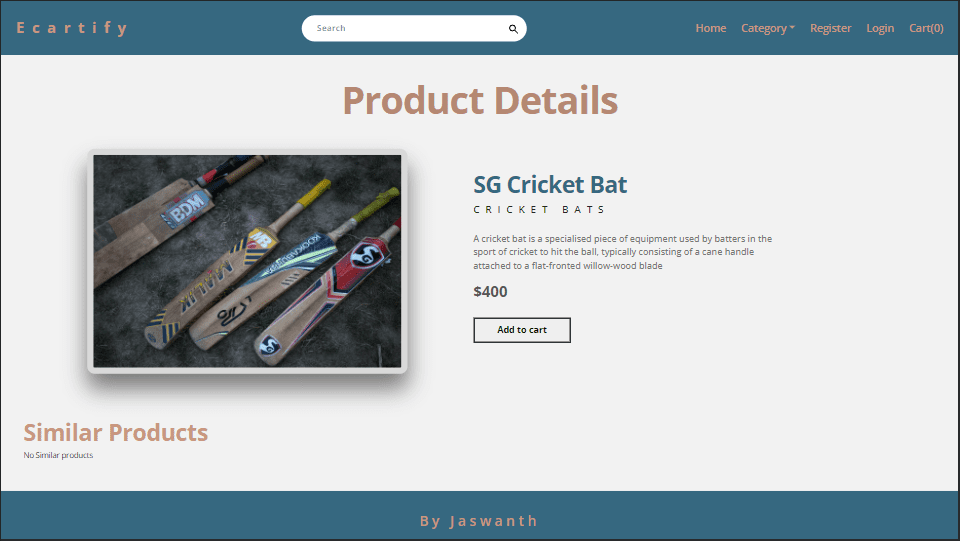 Ecartify
Search
Home Category Register Login Cart(0)
Product Details
BDM
SG Cricket Bat
CRICKET BATS
A cricket bat is a specialised piece of equipment used by batters in the
sport of cricket to hit the ball, typically consisting of a cane handle
attached to a flat-fronted willow-wood blade
$400
Add to cart
Similar Products
No Similar products
By Jaswanth